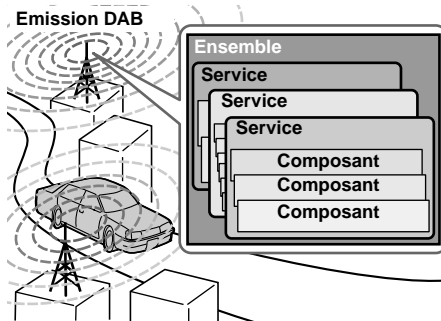 Emission DAB
Ensemble
Service
Service
Service
Composant
Composant
Composant